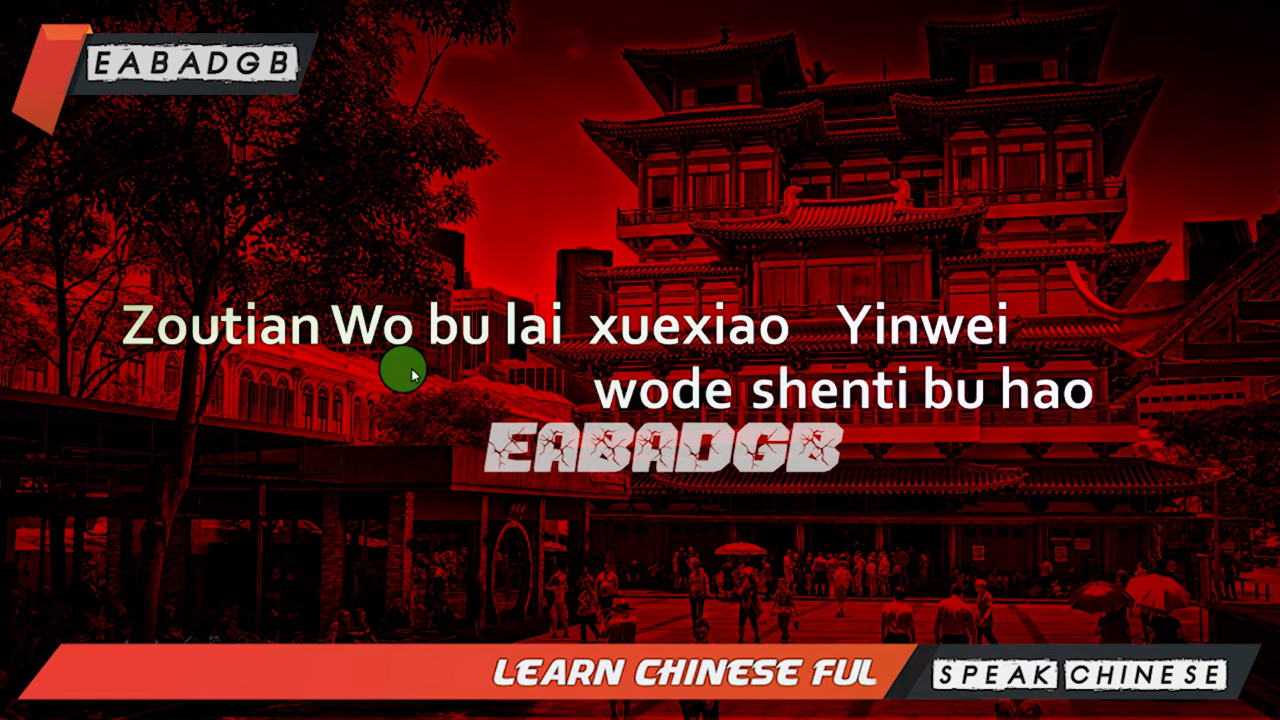 EABADGB
Zoutian Wo bu lai xuexiao Yinwei
wode shenti bu hao
EABADGB
LEARN CHINESE FUL
SPEAK CHINESE